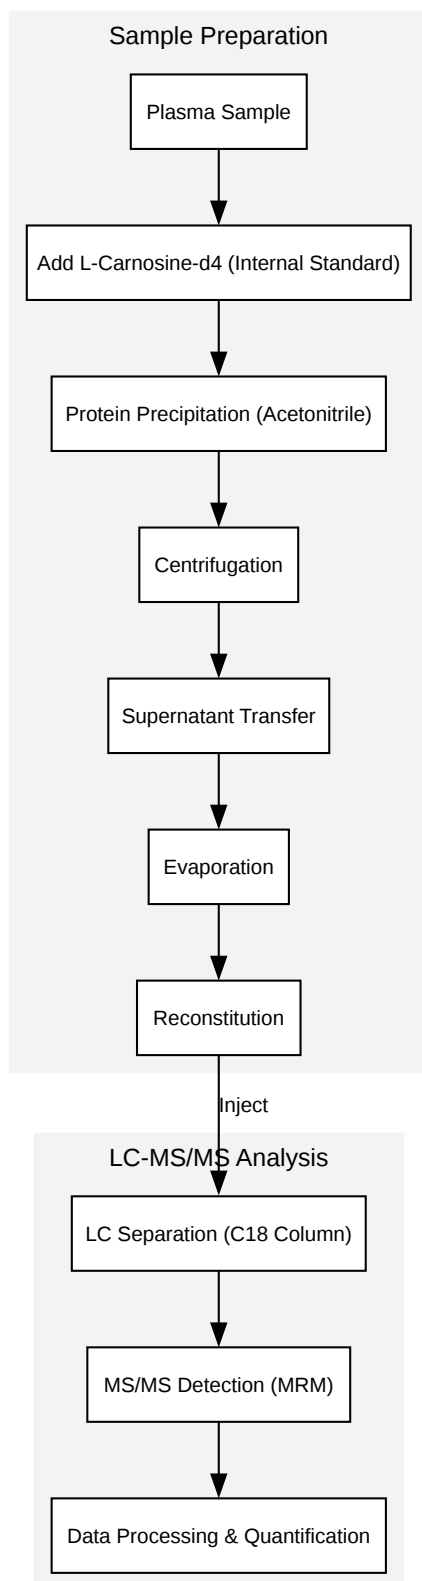 Sample Preparation
Plasma Sample
Add L-Carnosine-d4 (Internal Standard)
Protein Precipitation (Acetonitrile)
Centrifugation
Supernatant Transfer
Evaporation
Reconstitution
Inject
LC-MS/MS Analysis
LC Separation (C18 Column)
MS/MS Detection (MRM)
Data Processing & Quantification